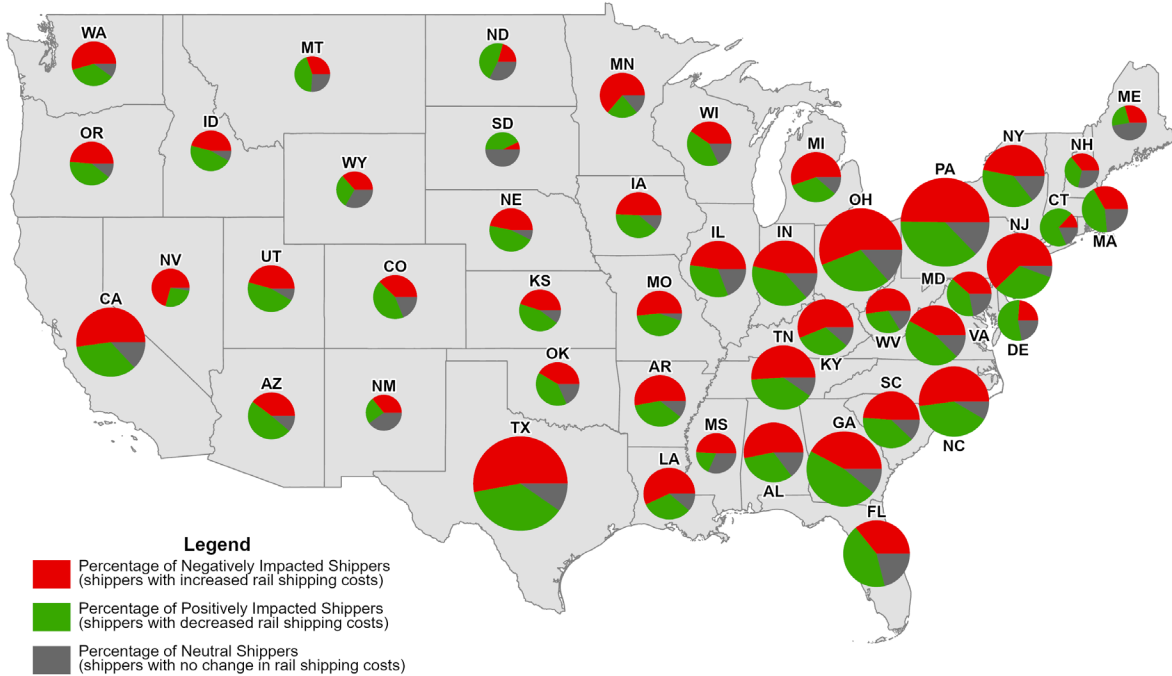 WA
MT
ND
MN
OR
ID
SD
WI
MI
ME
NY
NH
WY
NE
IA
PA
OH
CT
MA
NV
UT
CO
KS
MO
IL
IN
NJ
MD
CA
WV
VA
DE
TN
KY
AZ
NM
OK
AR
SC
NC
TX
LA
MS
AL
GA
FL
Legend
Percentage of Negatively Impacted Shippers
(shippers with increased rail shipping costs)
Percentage of Positively Impacted Shippers
(shippers with decreased rail shipping costs)
Percentage of Neutral Shippers
(shippers with no change in rail shipping costs)